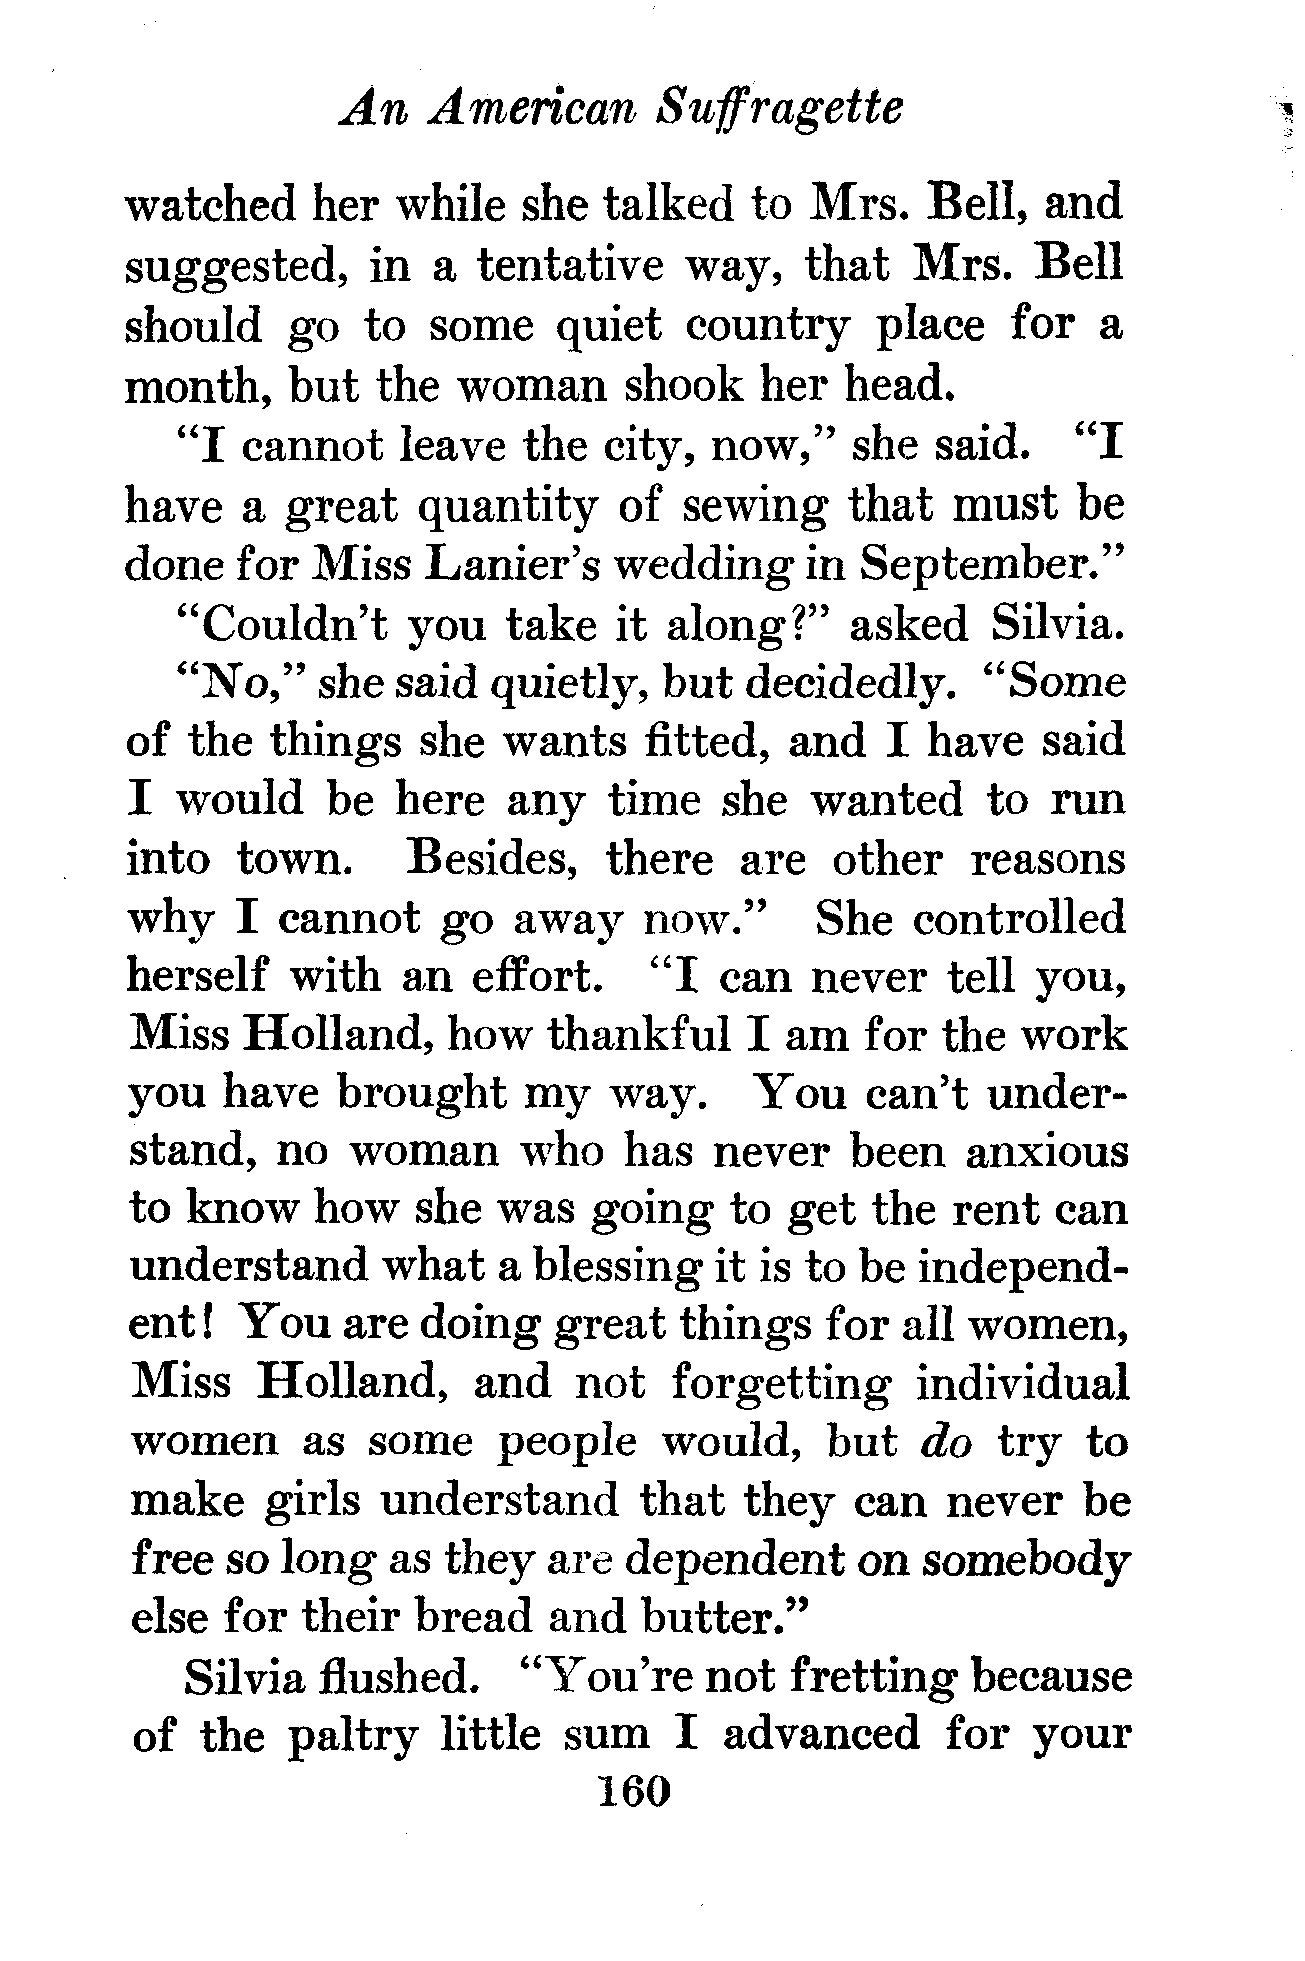 An American Suffragette
watched her while she talked to Mrs. Bell, and
suggested, in a tentative way, that Mrs. Bell
should go to some quiet country place for a
month, but the woman shook her head.
“I cannot leave the city, now,” she said. “I
have a great quantity of sewing that must be
done for Miss Lanier’s wedding in September.”
“Couldn’t you take it along?” asked Silvia.
“No,” she said quietly, but decidedly. “Some
of the things she wants fitted, and I have said
I would be here any time she wanted to run
into town. Besides, there are other reasons
why I cannot go away now.” She controlled
herself with an effort. “I can never tell you,
Miss Holland, how thankful I am for the work
you have brought my way. You can’t under-
stand, no woman who has never been anxious
to know how she was going to get the rent can
understand what a blessing it is to be independ-
ent! You are doing great things for all women,
Miss Holland, and not forgetting individual
women as some people would, but do try to
make girls understand that they can never be
free so long as they are dependent on somebody
else for their bread and butter.”
Silvia flushed. “You’re not fretting because
of the paltry little sum I advanced for your
160